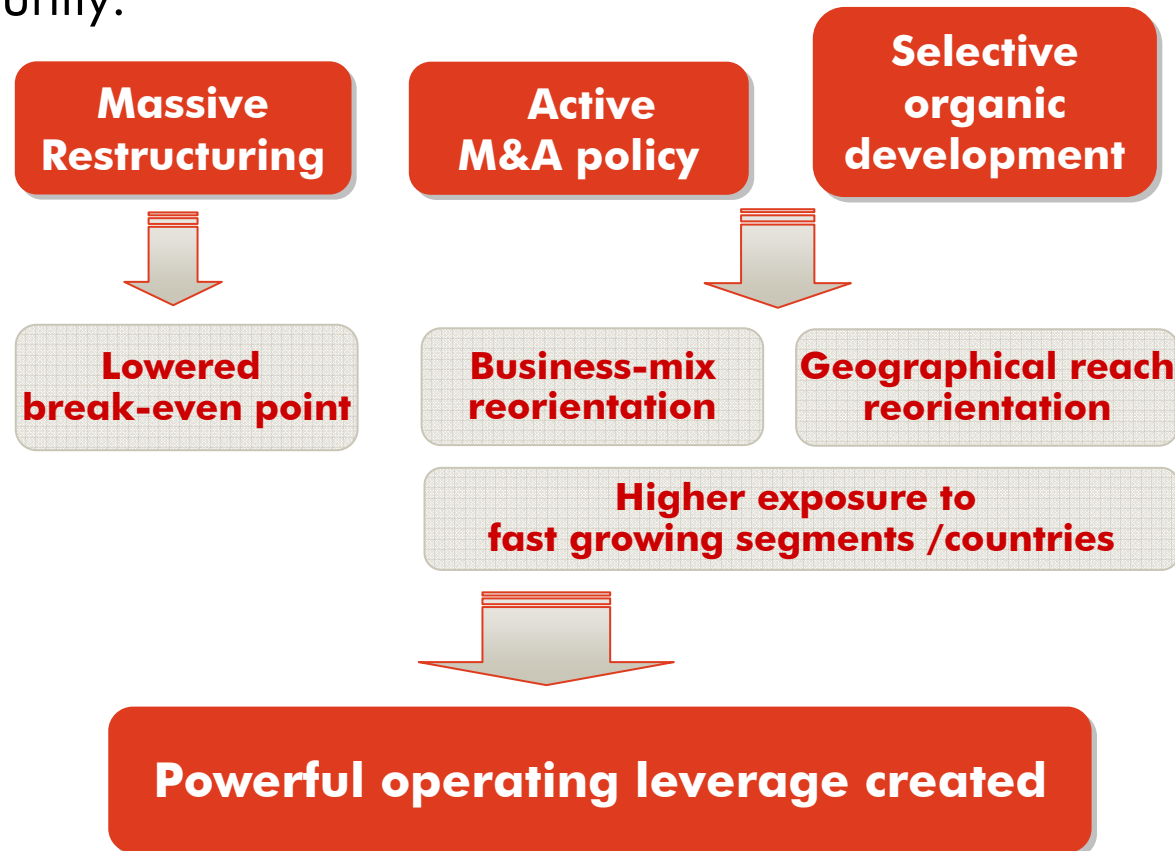 Massive
Restructuring
Active
M&A policy
Selective
organic
development
Lowered
break-even point
Business-mix
reorientation
Geographical reach
reorientation
Higher exposure to
fast growing segments /countries
Powerful operating leverage created